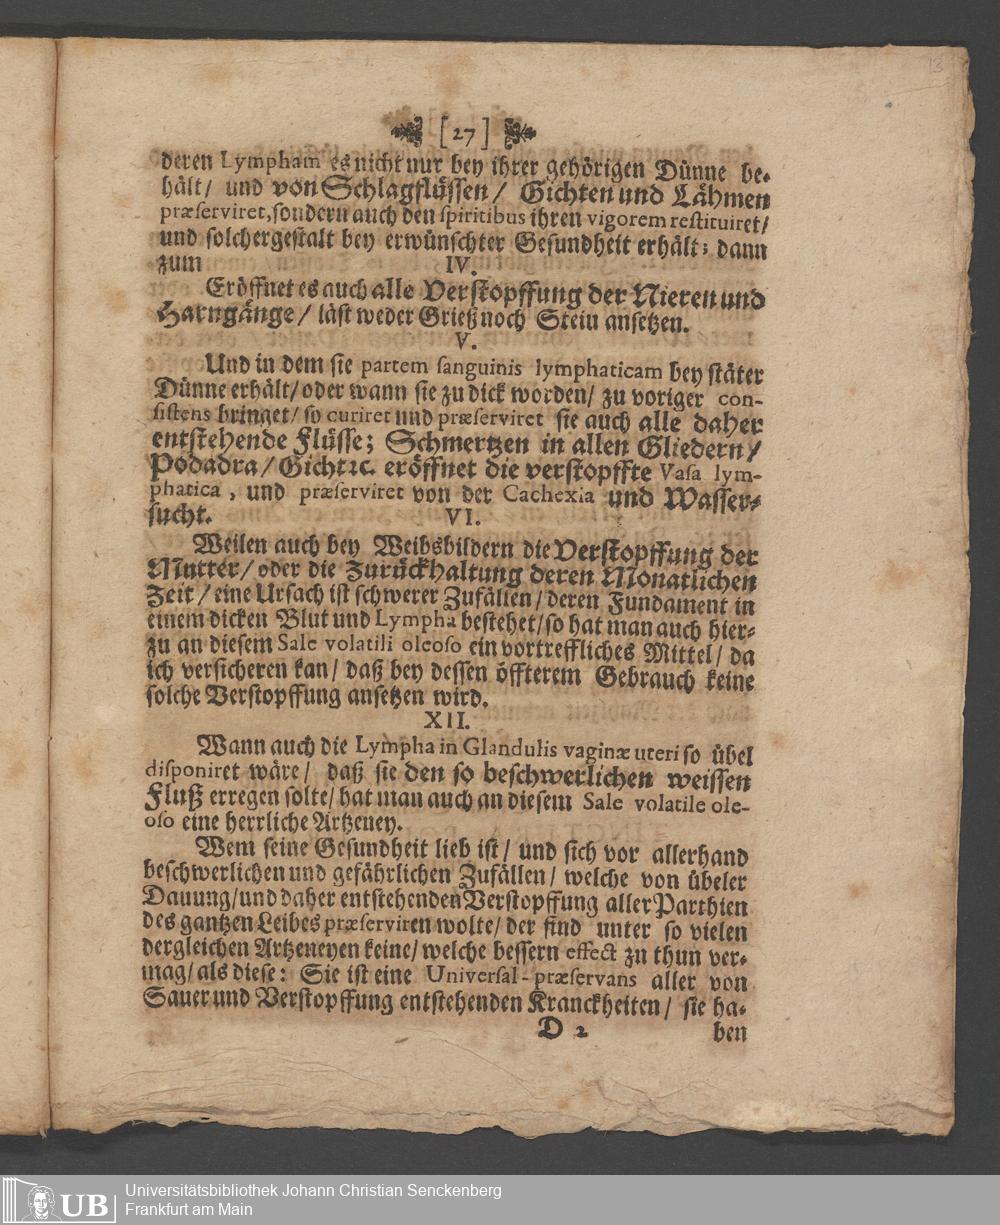 [27]
deren Lympham es nicht nur bey ihrer gehörigen Dünne be-
hält/ und von Schlagflüssen/ Gichten und Lähmen
præserviret, sondern auch den spiritibus ihren vigorem restituiret/
und solchergestalt bey erwünschter Gesundheit erhält; dann
zum IV.
Eröffnet es auch alle Verstopffung der Nieren und
Harngänge/ läst weder Grieß noch Stein ansetzen.
V.
Und in dem sie partem sanguinis lymphaticam bey stäter
Dünne erhält/ oder wann sie zu dick worden/ zu voriger con-
sistens bringet/ so curiret und præserviret sie auch alle daher
entstehende Flüsse; Schmertzen in allen Gliedern/
Podadra/ Gicht ꝛc. eröffnet die verstopffte Vasa lym-
phatica, und præserviret von der Cachexia und Wasser-
sucht. VI.
Weilen auch bey Weibsbildern die Verstopffung der
Mutter/ oder die Zurückhaltung deren Monatlichen
Zeit/ eine Ursach ist schwerer Zufällen/ deren Fundament in
einem dicken Blut und Lympha bestehet/ so hat man auch hier-
zu an diesem Sale volatili oleoso ein vortreffliches Mittel/ da
ich versicheren kan/ daß bey dessen öffterem Gebrauch keine
solche Verstopffung ansetzen wird.
XII.
Wann auch die Lympha in Glandulis vaginæ uteri so übel
disponiret wäre/ daß sie den so beschwerlichen weissen
Fluß erregen solte/ hat man auch an diesem Sale volatile ole-
oso eine herrliche Artzeney.
Wem seine Gesundheit lieb ist/ und sich vor allerhand
beschwerlichen und gefährlichen Zufällen/ welche von übeler
Dauung/ und daher entstehenden Verstopffung aller Parthien
des gantzen Leibes præserviren wolte/ der find unter so vielen
dergleichen Artzeneyen keine/ welche bessern effect zu thun ver-
mag/ als diese: Sie ist eine Universal-præservans aller von
Sauer und Verstopffung entstehenden Kranckheiten/ sie ha-
D 2 ben
13
UB
Universitätsbibliothek Johann Christian Senckenberg
Frankfurt am Main